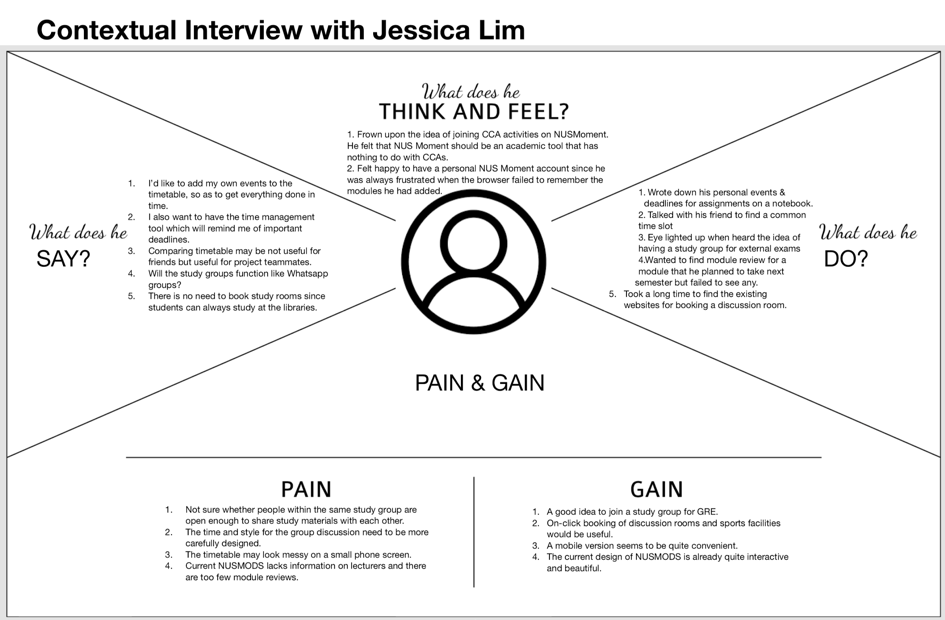 Contextual Interview with Jessica Lim
What does he
THINK AND FEEL?
1. Frown upon the idea of joining CCA activities on NUSMoment.
He felt that NUS Moment should be an academic tool that has
nothing to do with CCAs.
2. Felt happy to have a personal NUS Moment account since he
was always frustrated when the browser failed to remember the
modules he had added.
What does he
SAY?
1. I'd like to add my own events to the
timetable, so as to get everything done in
time.
2. I also want to have the time management
tool which will remind me of important
deadlines.
3. Comparing timetable may be not useful for
friends but useful for project teammates.
4. Will the study groups function like Whatsapp
groups?
5. There is no need to book study rooms since
students can always study at the libraries.
What does he
DO?
1. Wrote down his personal events &
deadlines for assignments on a notebook.
2. Talked with his friend to find a common
time slot
3. Eye lighted up when heard the idea of
having a study group for external exams
4.Wanted to find module review for a
module that he planned to take next
semester but failed to see any.
5. Took a long time to find the existing
websites for booking a discussion room.
PAIN & GAIN
PAIN
1. Not sure whether people within the same study group are
open enough to share study materials with each other.
2. The time and style for the group discussion need to be more
carefully designed.
3. The timetable may look messy on a small phone screen.
4. Current NUSMODS lacks information on lecturers and there
are too few module reviews.
GAIN
1. A good idea to join a study group for GRE.
2. On-click booking of discussion rooms and sports facilities
would be useful.
3. A mobile version seems to be quite convenient.
4. The current design of NUSMODS is already quite interactive
and beautiful.